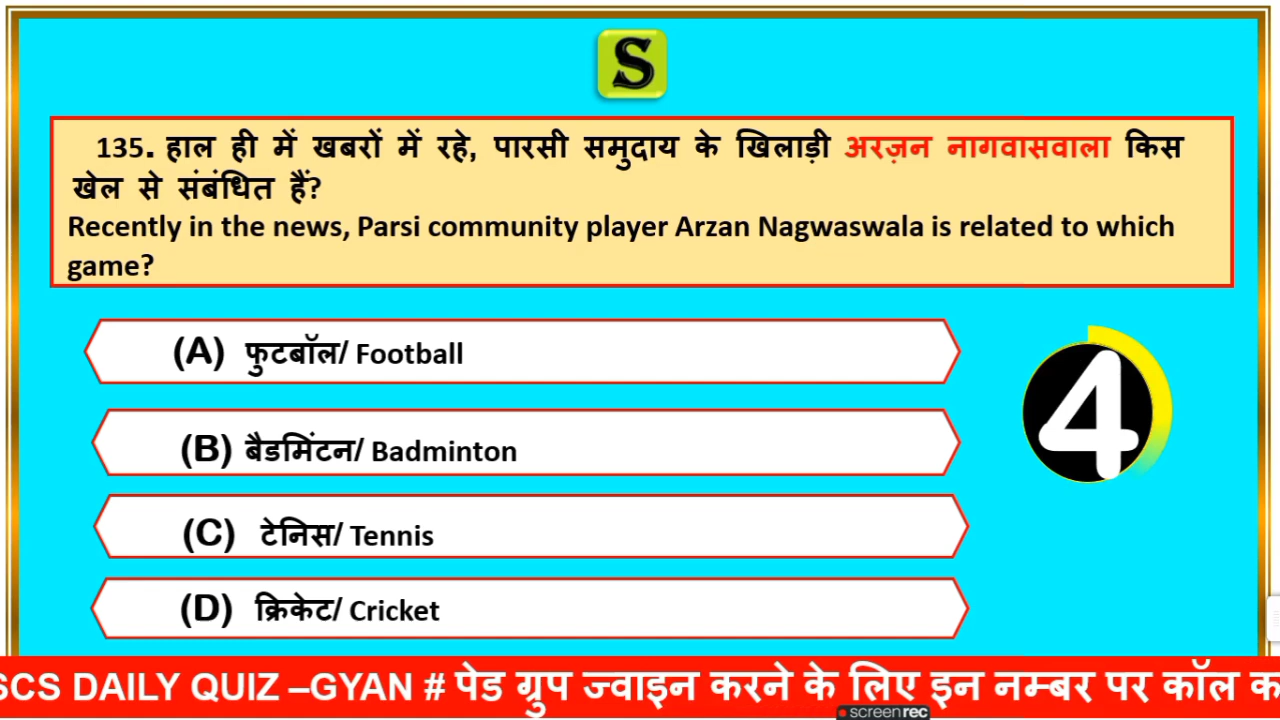 S
135. हाल ही में खबरों में रहे, पारसी समुदाय के खिलाड़ी अरज़न नागवासवाला किस
खेल से संबंधित हैं?
Recently in the news, Parsi community player Arzan Nagwaswala is related to which
game?
(A) फुटबॉल/ Football
4
(B) बैडमिंटन/ Badminton
(C) टेनिस/ Tennis
(D) क्रिकेट/ Cricket
SCS DAILY QUIZ –GYAN # पेड ग्रुप ज्वाइन करने के लिए इन नम्बर पर कॉल क
screenrec